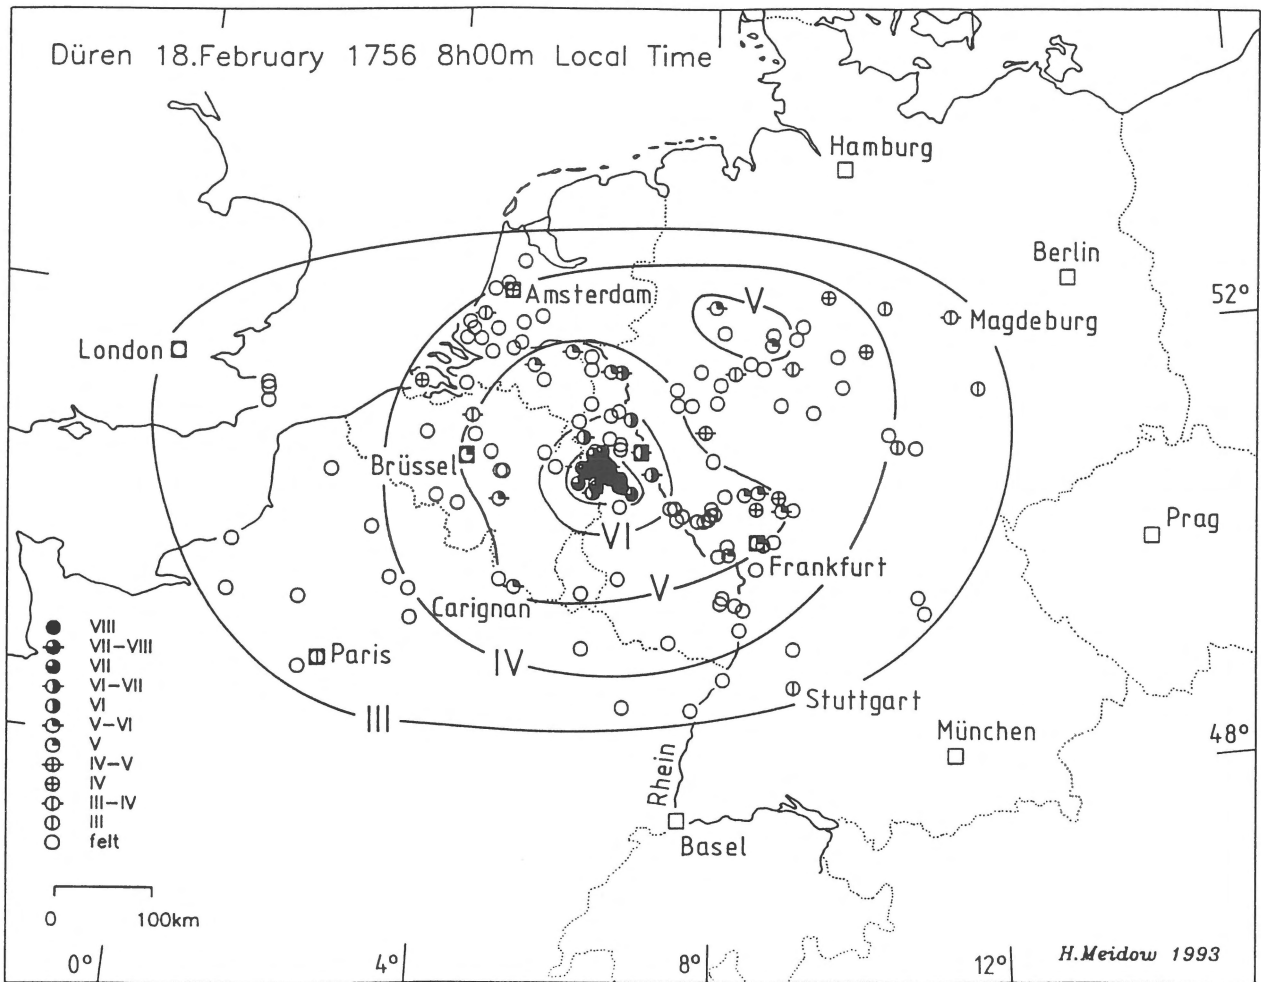 Düren 18.February 1756 8h00m Local Time
Hamburg
Berlin
52°
Amsterdam
V
Magdeburg
London
Brüssel
Prag
VI
Frankfurt
V
Carignan
Paris
IV
Stuttgart
III
München
48°
Rhein
Basel
VIII
VII-VIII
VII
VI-VII
VI
V-VI
V
IV-V
IV
III-IV
III
felt
0 100km
0° 4° 8° 12°
H.Meidow 1993